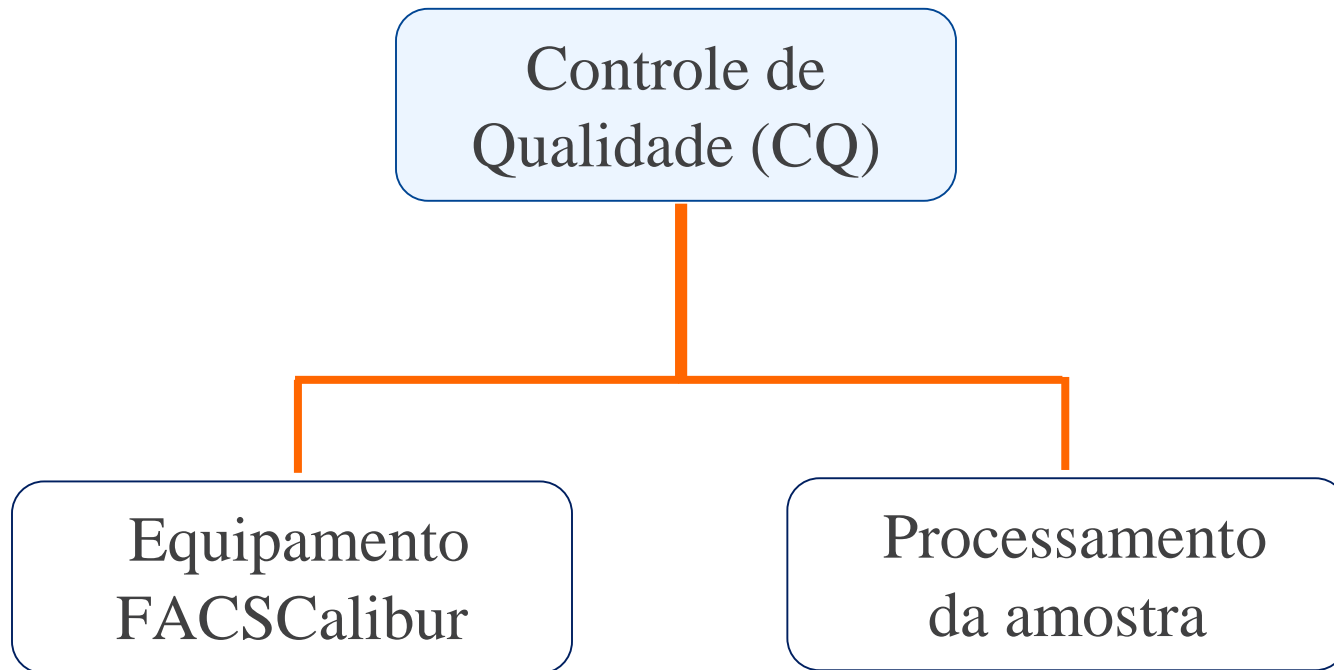 Controle de
Qualidade (CQ)
Equipamento
FACSCalibur
Processamento
da amostra